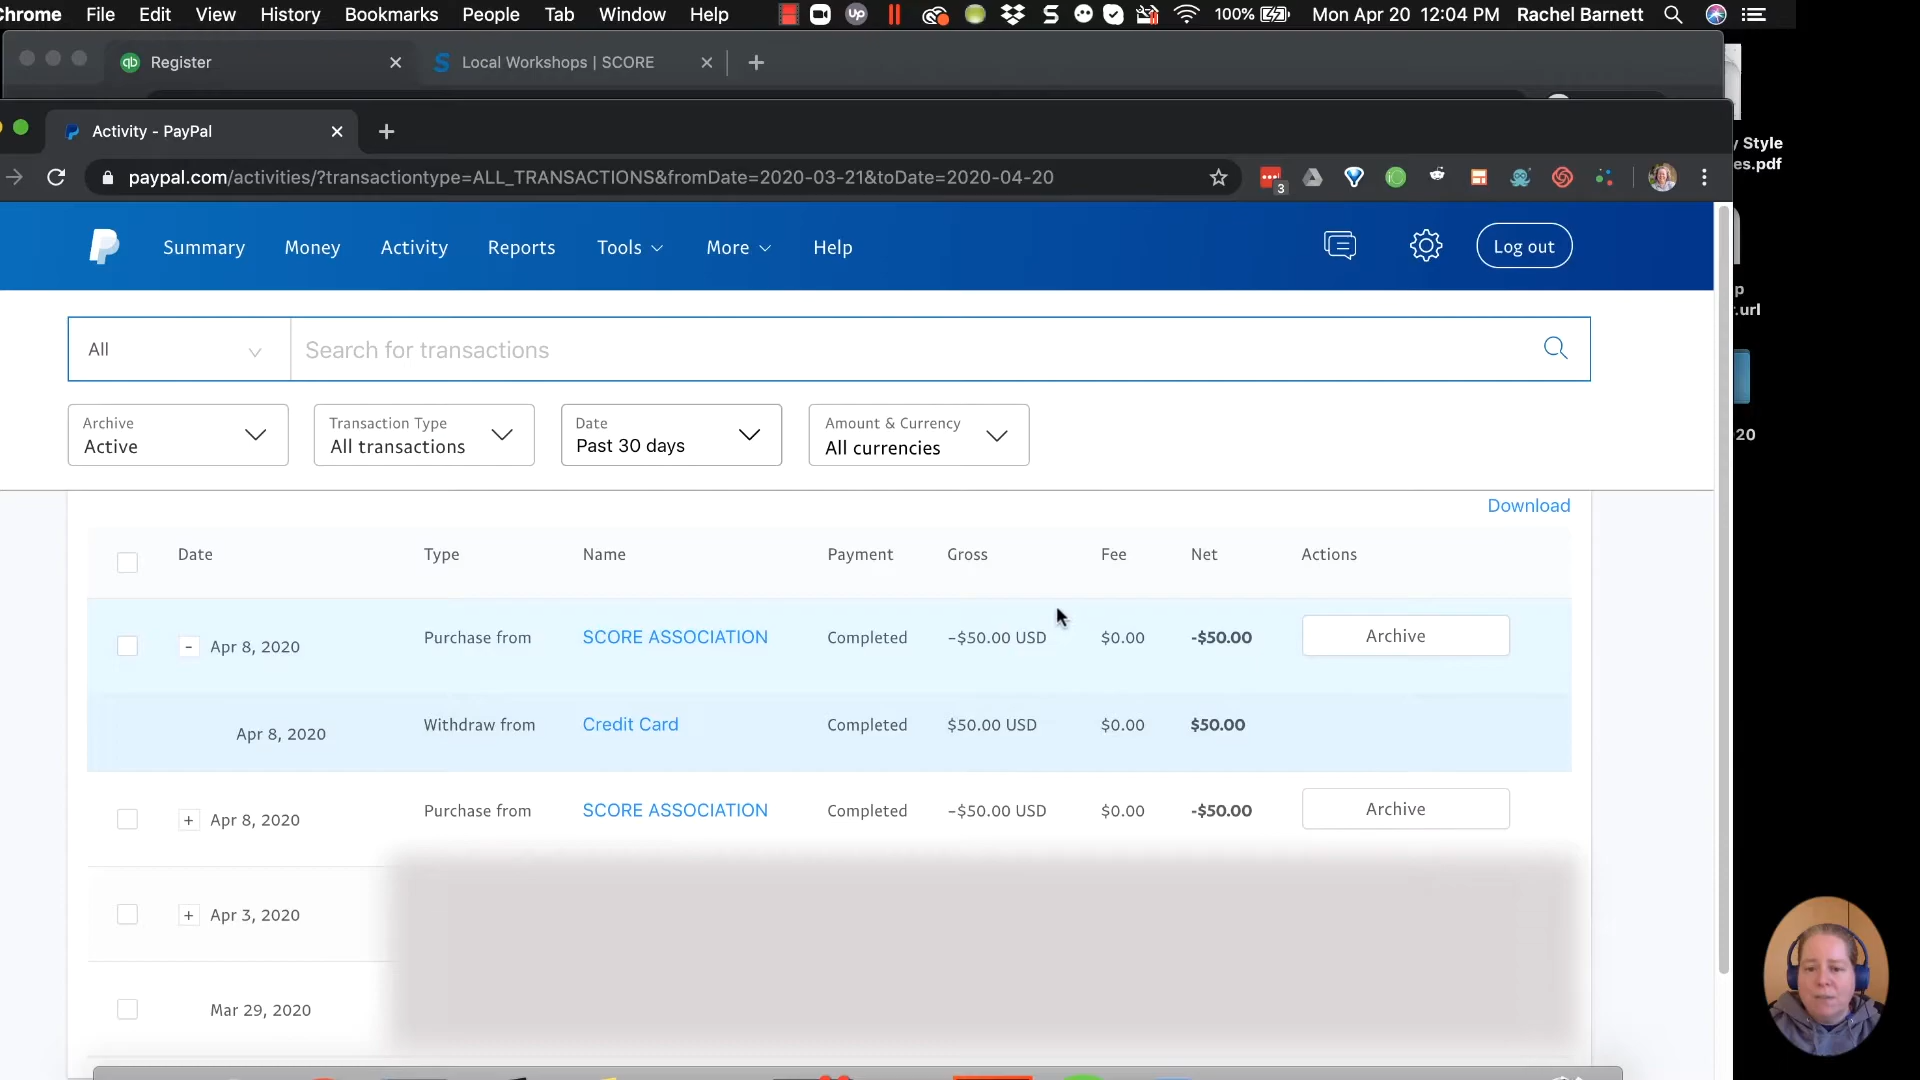 Chrome File Edit View History Bookmarks People Tab Window Help 100% Mon Apr 20 12:04 PM Rachel Barnett
Register Local Workshops | SCORE
Activity - PayPal
y Style
es.pdf
paypal.com/activities/?transactiontype=ALL_TRANSACTIONS&fromDate=2020-03-21&toDate=2020-04-20 3
Summary Money Activity Reports Tools More Help Log out
p
.url
All Search for transactions
Archive Transaction Type Date Amount & Currency
Active All transactions Past 30 days All currencies
20
Download
Date Type Name Payment Gross Fee Net Actions
- Apr 8, 2020 Purchase from SCORE ASSOCIATION Completed -$50.00 USD $0.00 -$50.00 Archive
Apr 8, 2020 Withdraw from Credit Card Completed $50.00 USD $0.00 $50.00
+ Apr 8, 2020 Purchase from SCORE ASSOCIATION Completed -$50.00 USD $0.00 -$50.00 Archive
+ Apr 3, 2020
Mar 29, 2020